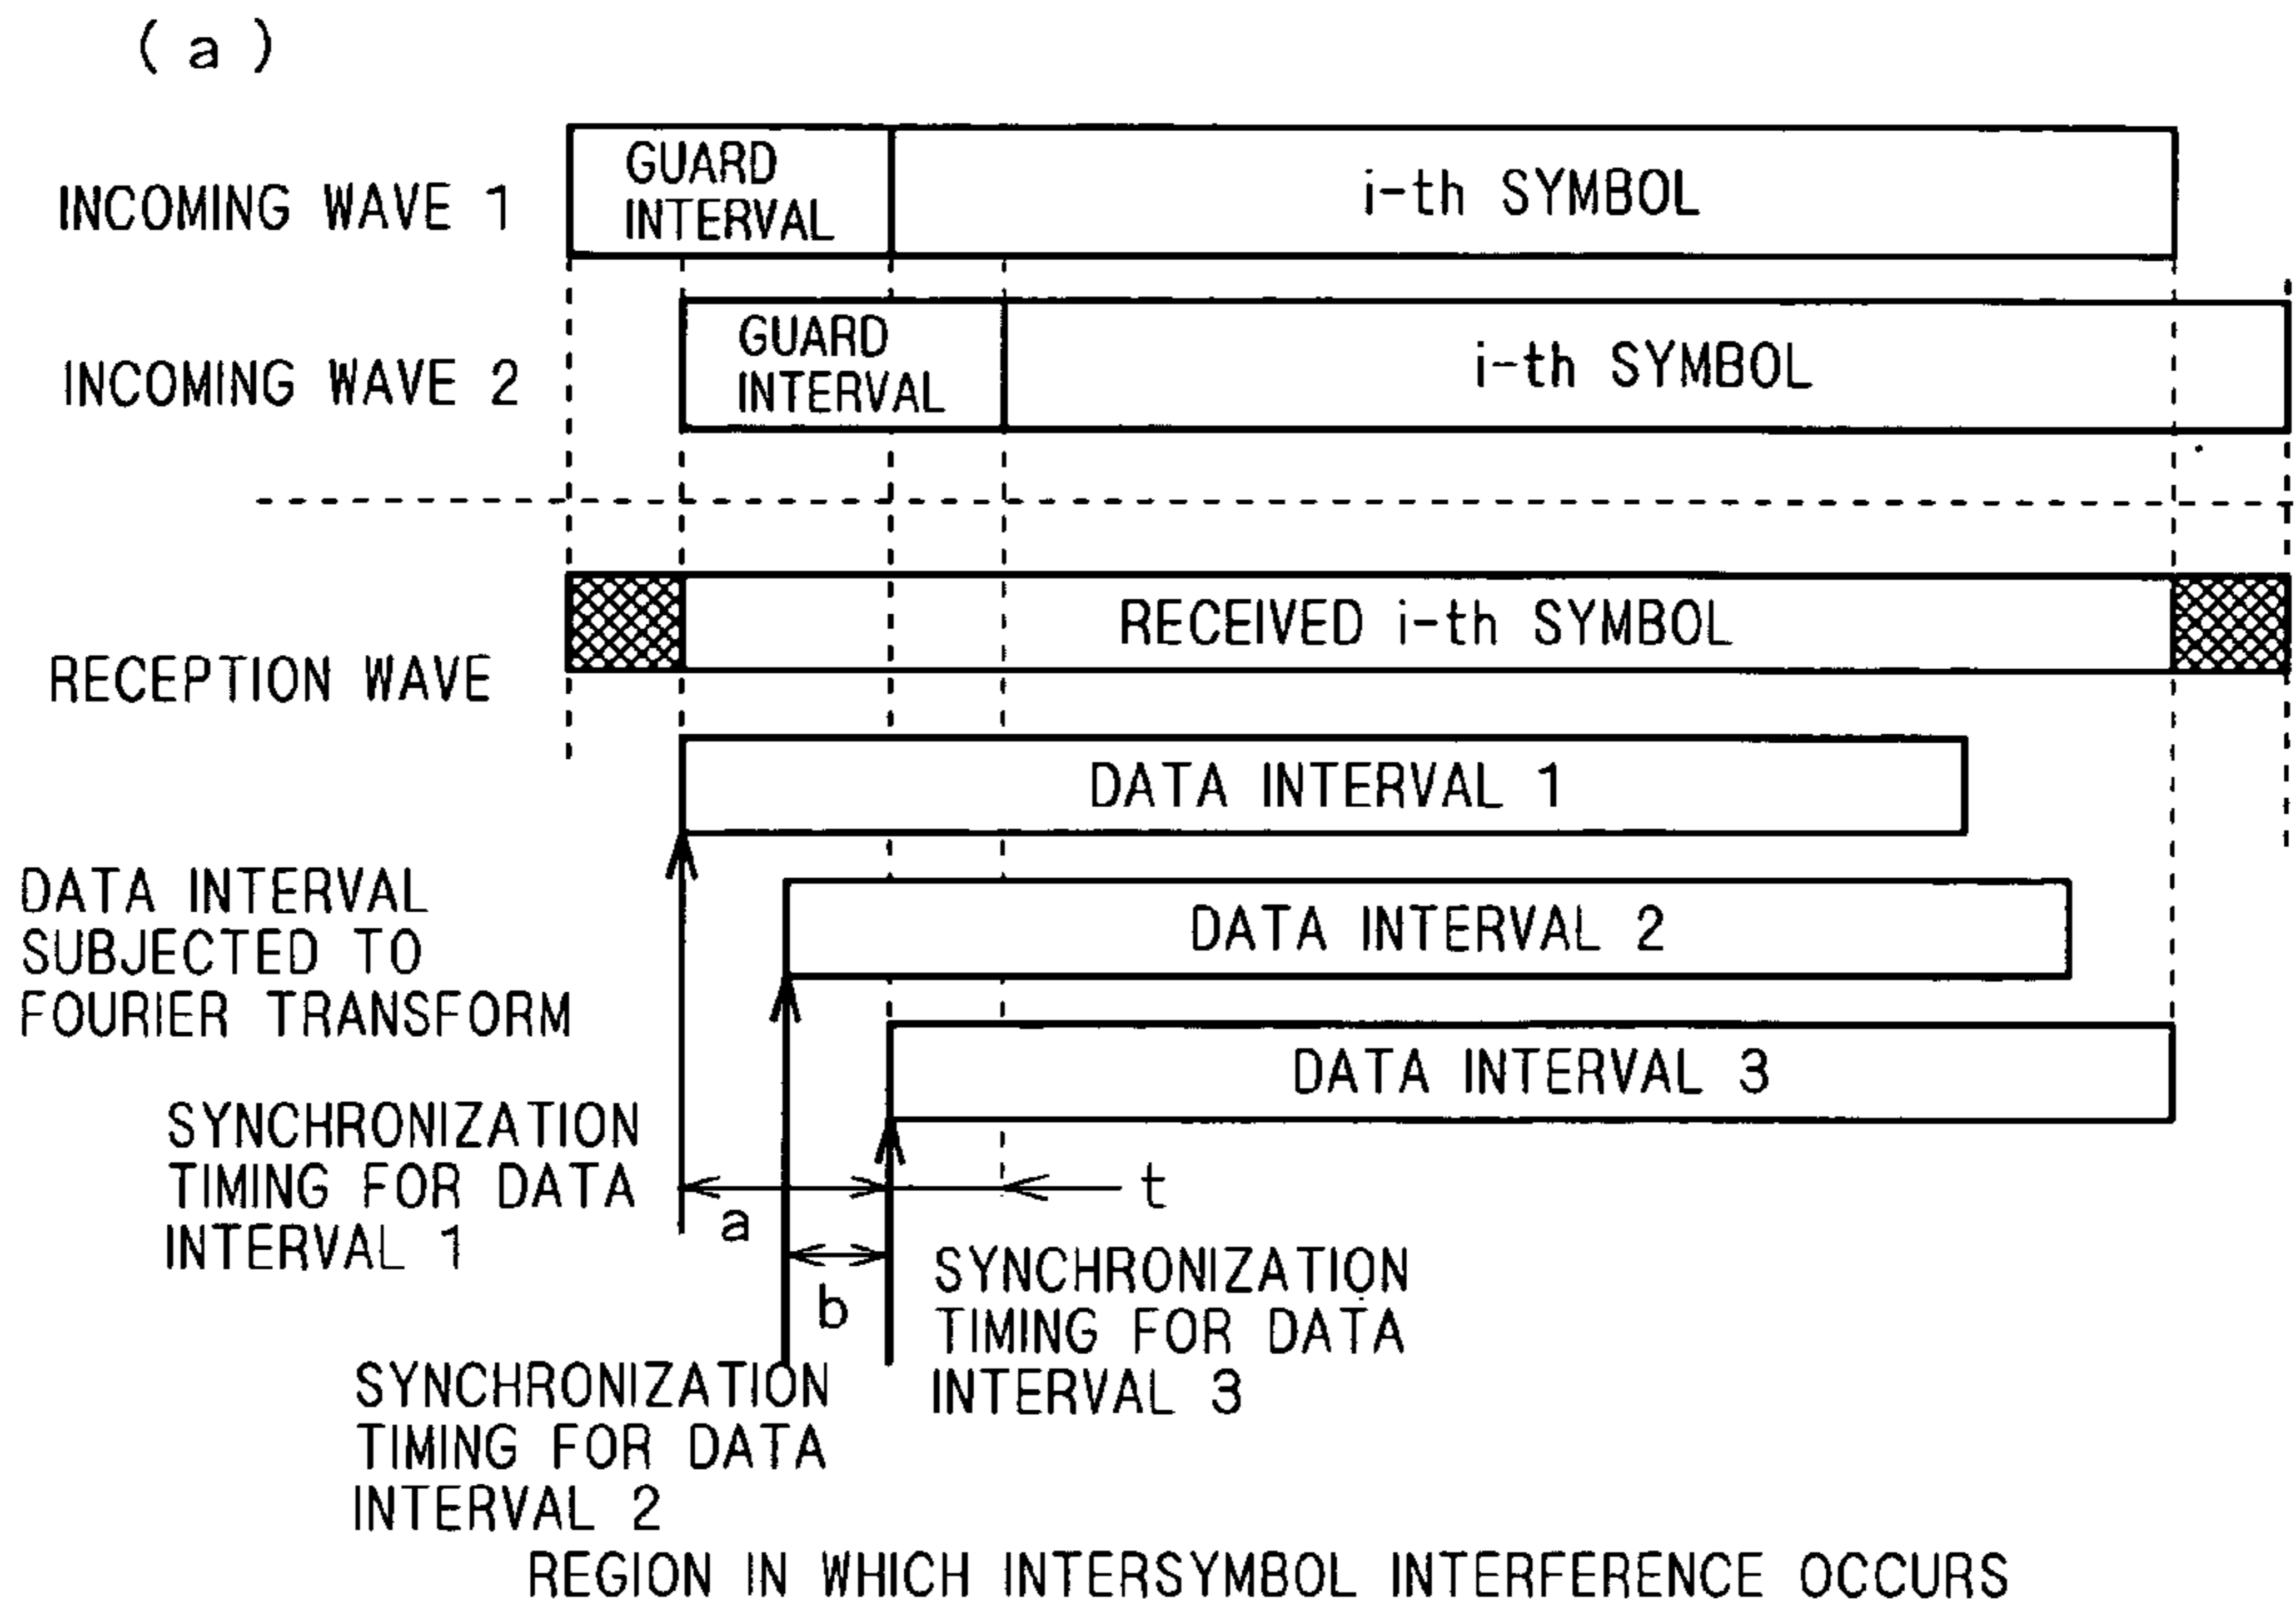 ( a )
GUARD
INTERVAL
i-th SYMBOL
INCOMING WAVE 1
GUARD
INTERVAL
i-th SYMBOL
INCOMING WAVE 2
RECEIVED i-th SYMBOL
RECEPTION WAVE
DATA INTERVAL 1
DATA INTERVAL
SUBJECTED TO
FOURIER TRANSFORM
DATA INTERVAL 2
DATA INTERVAL 3
SYNCHRONIZATION
TIMING FOR DATA
INTERVAL 1
a
t
b
SYNCHRONIZATION
TIMING FOR DATA
INTERVAL 3
SYNCHRONIZATION
TIMING FOR DATA
INTERVAL 2
REGION IN WHICH INTERSYMBOL INTERFERENCE OCCURS